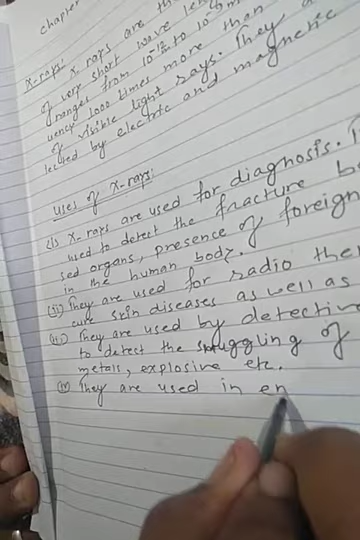 chapter
X-rays:
X rays are the
of very short wave len
ranges from 10⁻¹² to 10⁻⁹ m
uency 1000 times more than
of visible light rays. They a
lected by electric and magnetic
uses of X-rays:
(i) X-rays are used for diagnosis.
used to detect the fracture b
sed organs, presence of foreign
in the human body.
(ii) They are used for radio ther
cure skin diseases as well as
(iii) They are used by detective
to detect the smuggling of
metals, explosive etc.
(iv) They are used in en